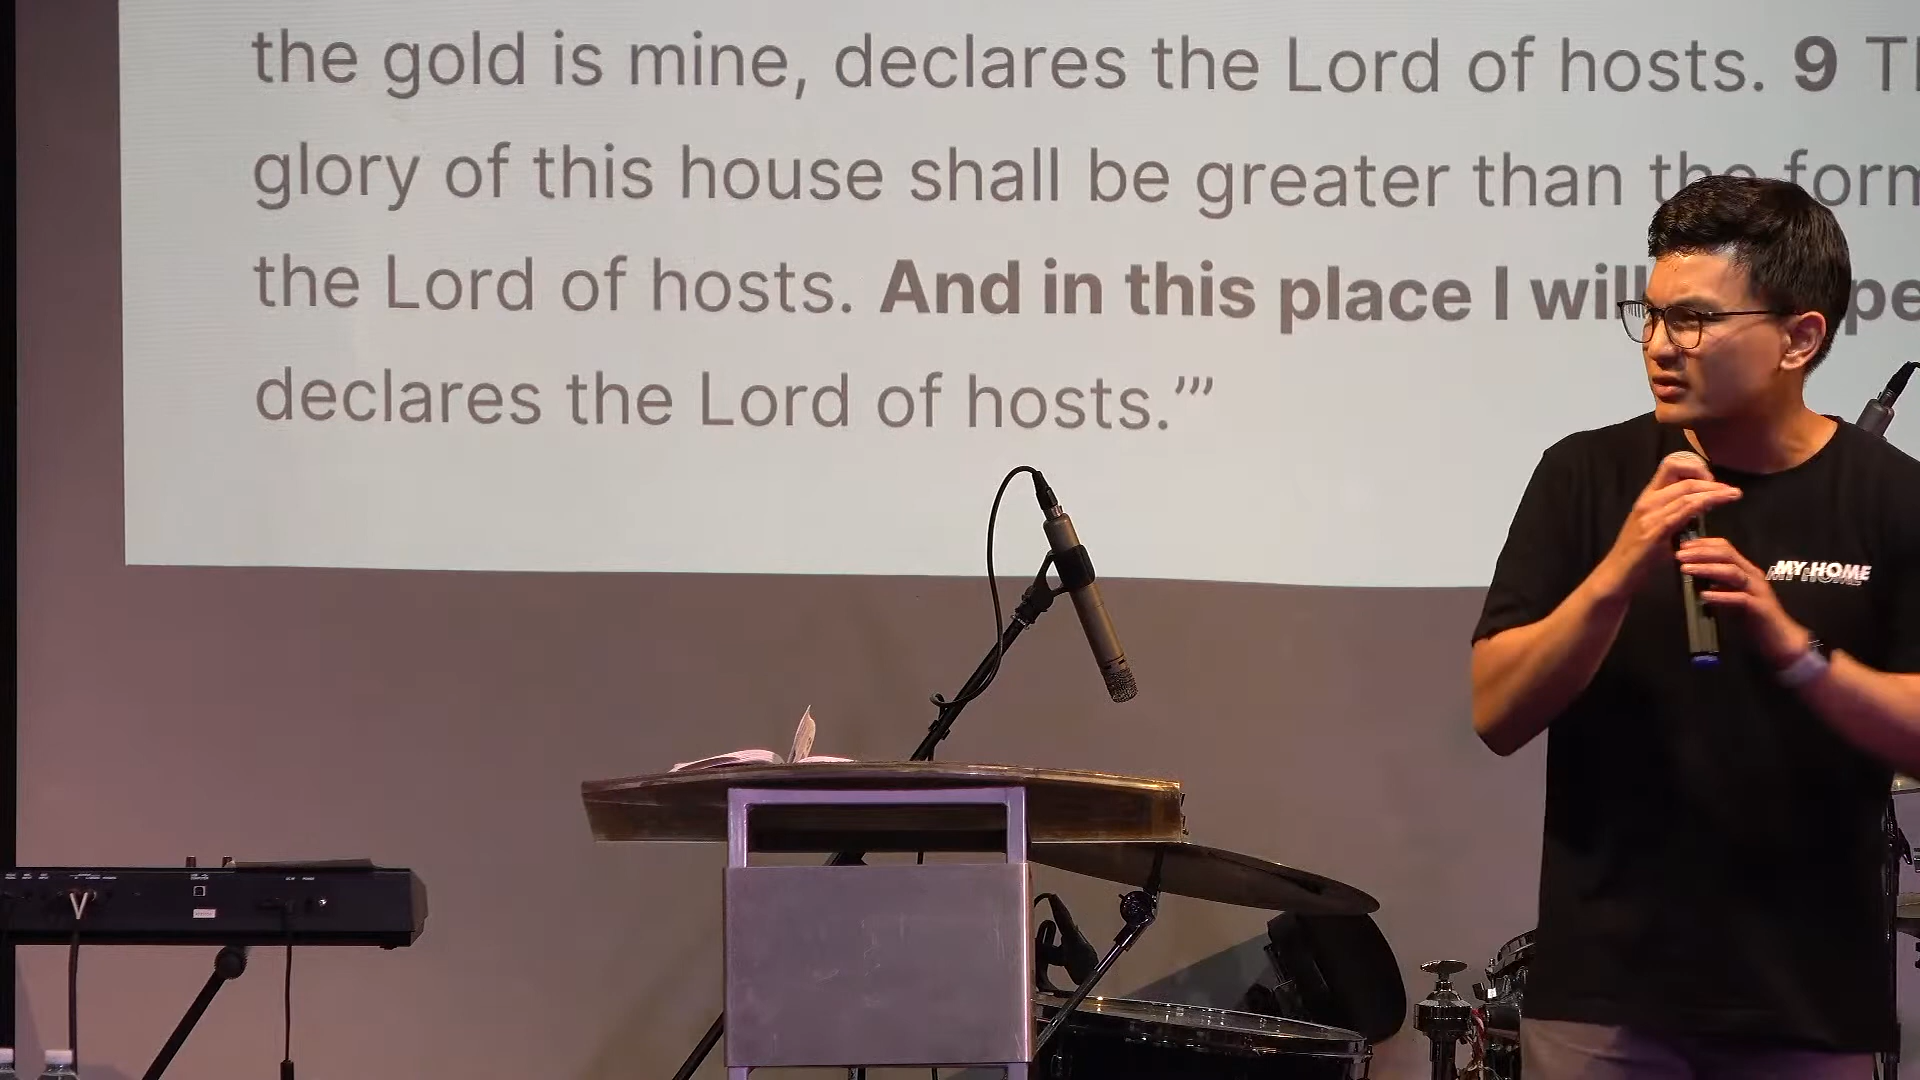 the gold is mine, declares the Lord of hosts. 9
glory of this house shall be greater than the
the Lord of hosts. And in this place I will
declares the Lord of hosts.’”
MY HOME